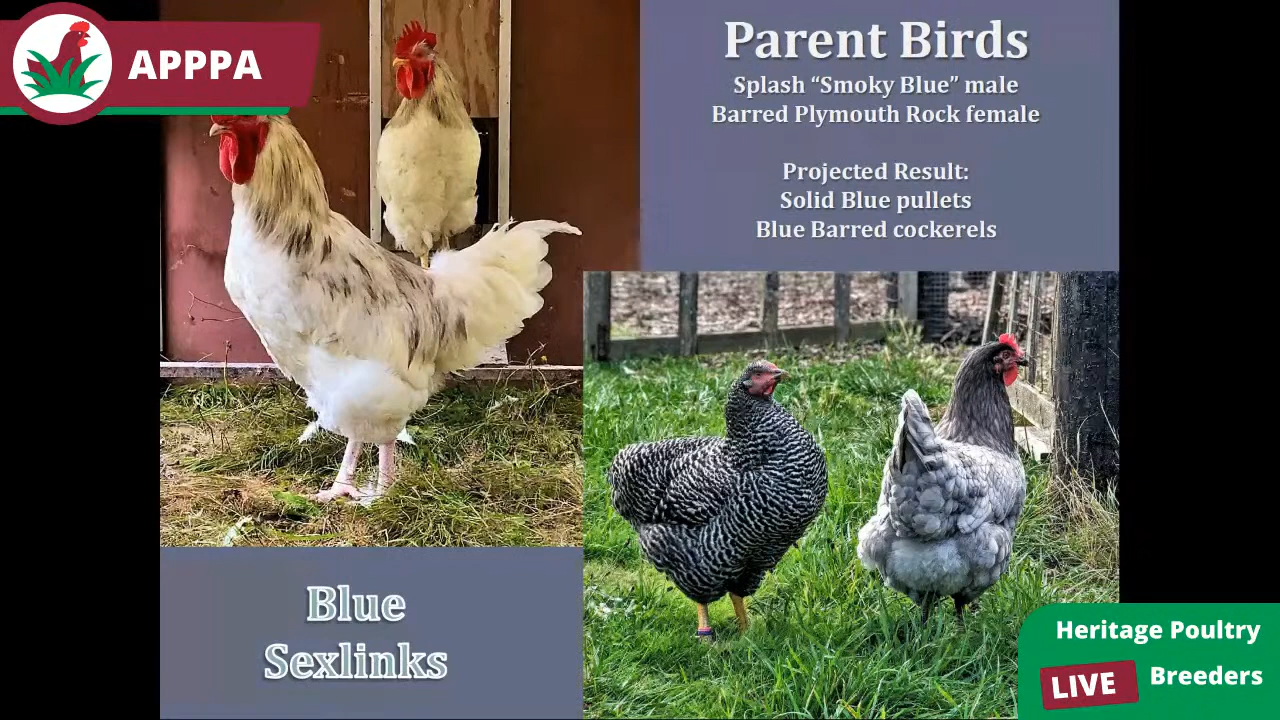 APPPA
Parent Birds
Splash “Smoky Blue” male
Barred Plymouth Rock female
Projected Result:
Solid Blue pullets
Blue Barred cockerels
Blue
Sexlinks
Heritage Poultry
LIVE Breeders